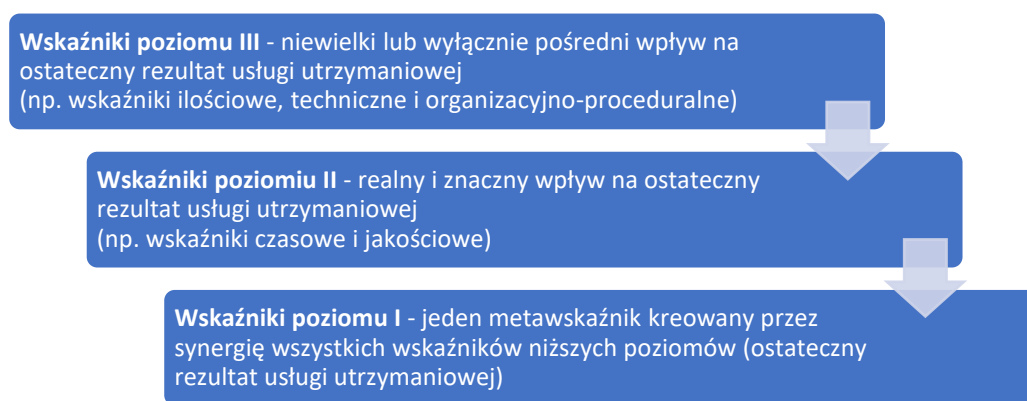 Wskaźniki poziomu III - niewielki lub wyłącznie pośredni wpływ na
ostateczny rezultat usługi utrzymaniowej
(np. wskaźniki ilościowe, techniczne i organizacyjno-proceduralne)
Wskaźniki poziomiu II - realny i znaczny wpływ na ostateczny
rezultat usługi utrzymaniowej
(np. wskaźniki czasowe i jakościowe)
Wskaźniki poziomu I - jeden metawskaźnik kreowany przez
synergię wszystkich wskaźników niższych poziomów (ostateczny
rezultat usługi utrzymaniowej)